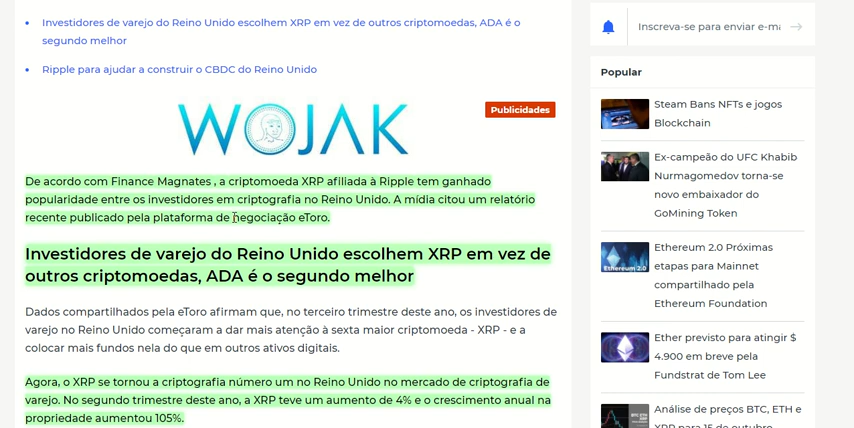 Investidores de varejo do Reino Unido escolhem XRP em vez de outros criptomoedas, ADA é o
segundo melhor
Ripple para ajudar a construir o CBDC do Reino Unido
WOJAK
Publicidades
De acordo com Finance Magnates , a criptomoeda XRP afiliada à Ripple tem ganhado
popularidade entre os investidores em criptografia no Reino Unido. A mídia citou um relatório
recente publicado pela plataforma de negociação eToro.
Investidores de varejo do Reino Unido escolhem XRP em vez de
outros criptomoedas, ADA é o segundo melhor
Dados compartilhados pela eToro afirmam que, no terceiro trimestre deste ano, os investidores de
varejo no Reino Unido começaram a dar mais atenção à sexta maior criptomoeda - XRP - e a
colocar mais fundos nela do que em outros ativos digitais.
Agora, o XRP se tornou a criptografia número um no Reino Unido no mercado de criptografia de
varejo. No segundo trimestre deste ano, a XRP teve um aumento de 4% e o crescimento anual na
propriedade aumentou 105%.
Inscreva-se para enviar e-ma
Popular
Steam Bans NFTs e jogos
Blockchain
Ex-campeão do UFC Khabib
Nurmagomedov torna-se
novo embaixador do
GoMining Token
Ethereum 2.0 Próximas
etapas para Mainnet
compartilhado pela
Ethereum Foundation
Ethereum 2.0
Ether previsto para atingir $
4.900 em breve pela
Fundstrat de Tom Lee
Análise de preços BTC, ETH e
XRP para 15 de outubro